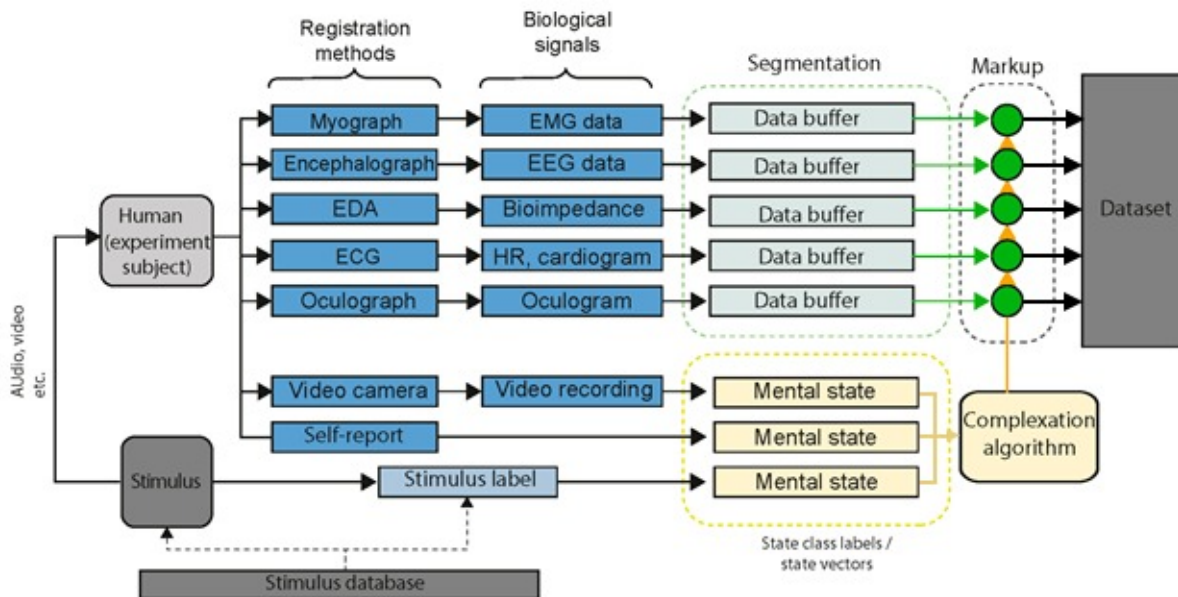 Registration
methods
Biological
signals
Segmentation
Markup
Myograph
EMG data
Data buffer
Encephalograph
EEG data
Data buffer
EDA
Bioimpedance
Data buffer
ECG
HR, cardiogram
Data buffer
Oculograph
Oculogram
Data buffer
Human
(experiment
subject)
Dataset
AUdio, video
etc.
Video camera
Video recording
Mental state
Self-report
Mental state
Complexation
algorithm
Stimulus
Stimulus label
Mental state
State class labels /
state vectors
Stimulus database